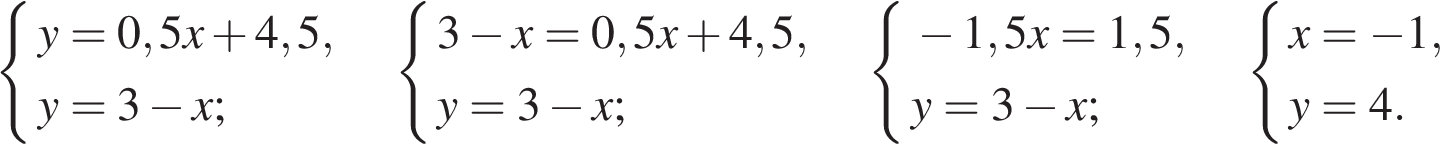 y = 0,5x + 4,5, 3 − x = 0,5x + 4,5, −1,5x = 1,5, x = −1,
y = 3 − x; y = 3 − x; y = 3 − x; y = 4.